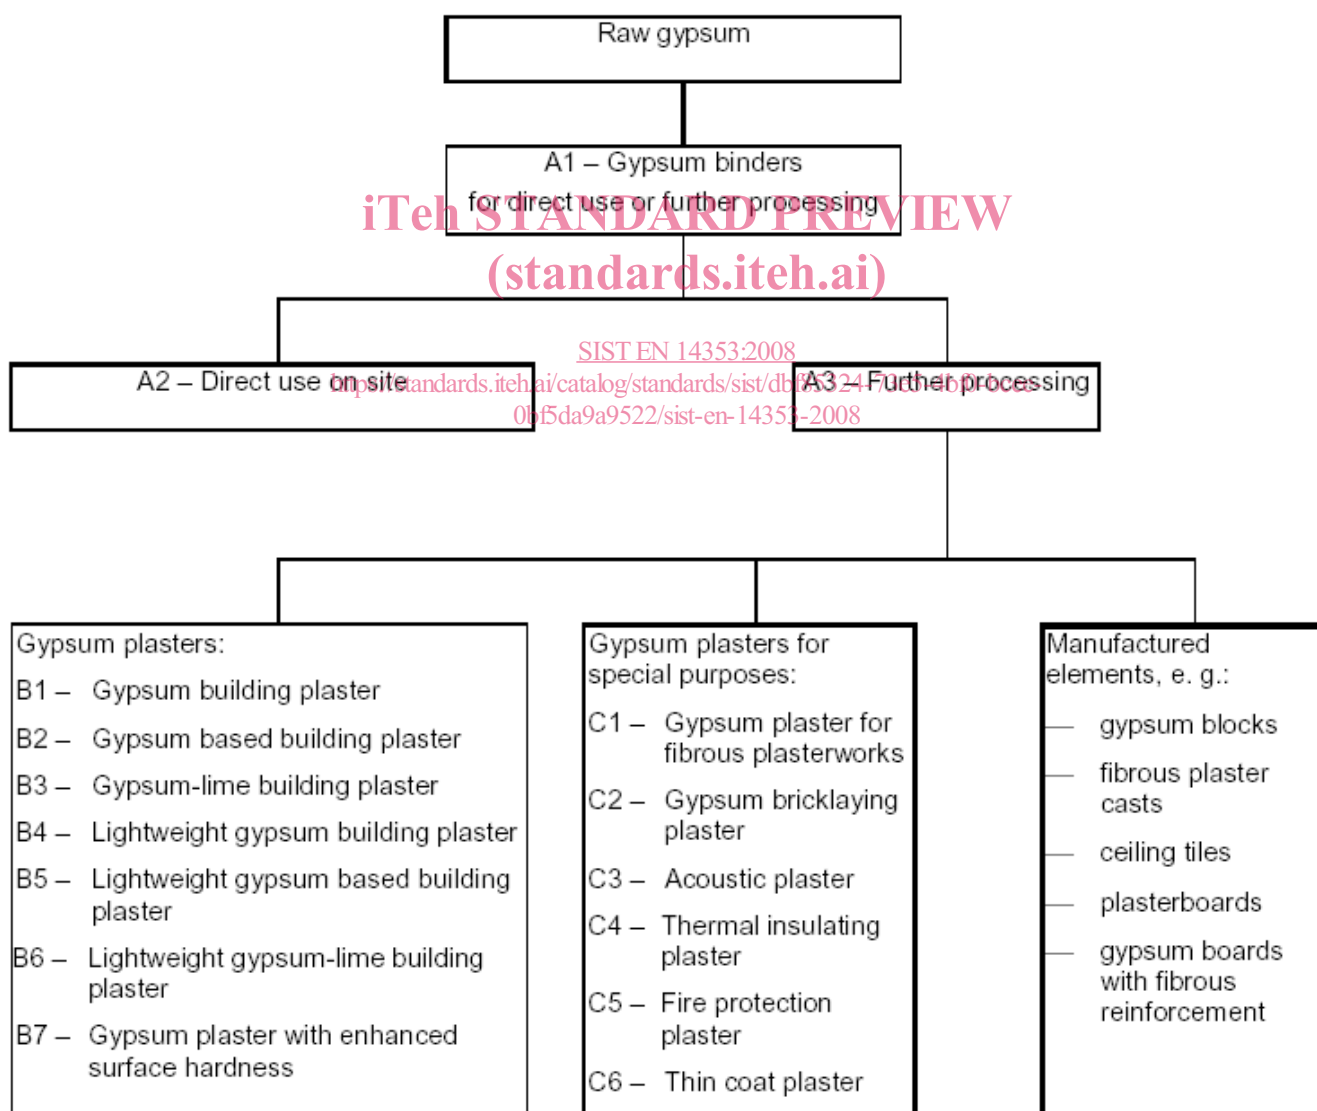 Raw gypsum
A1 – Gypsum binders
for direct use or further processing
iTeh STANDARD PREVIEW
(standards.iteh.ai)
SIST EN 14353:2008
A2 – Direct use on site
A3 – Further processing
0bf5da9a9522/sist-en-14353-2008
Gypsum plasters:
B1 – Gypsum building plaster
B2 – Gypsum based building plaster
B3 – Gypsum-lime building plaster
B4 – Lightweight gypsum building plaster
B5 – Lightweight gypsum based building
plaster
B6 – Lightweight gypsum-lime building
plaster
B7 – Gypsum plaster with enhanced
surface hardness
Gypsum plasters for
special purposes:
C1 – Gypsum plaster for
fibrous plasterworks
C2 – Gypsum bricklaying
plaster
C3 – Acoustic plaster
C4 – Thermal insulating
plaster
C5 – Fire protection
plaster
C6 – Thin coat plaster
Manufactured
elements, e. g.:
— gypsum blocks
— fibrous plaster
casts
— ceiling tiles
— plasterboards
— gypsum boards
with fibrous
reinforcement